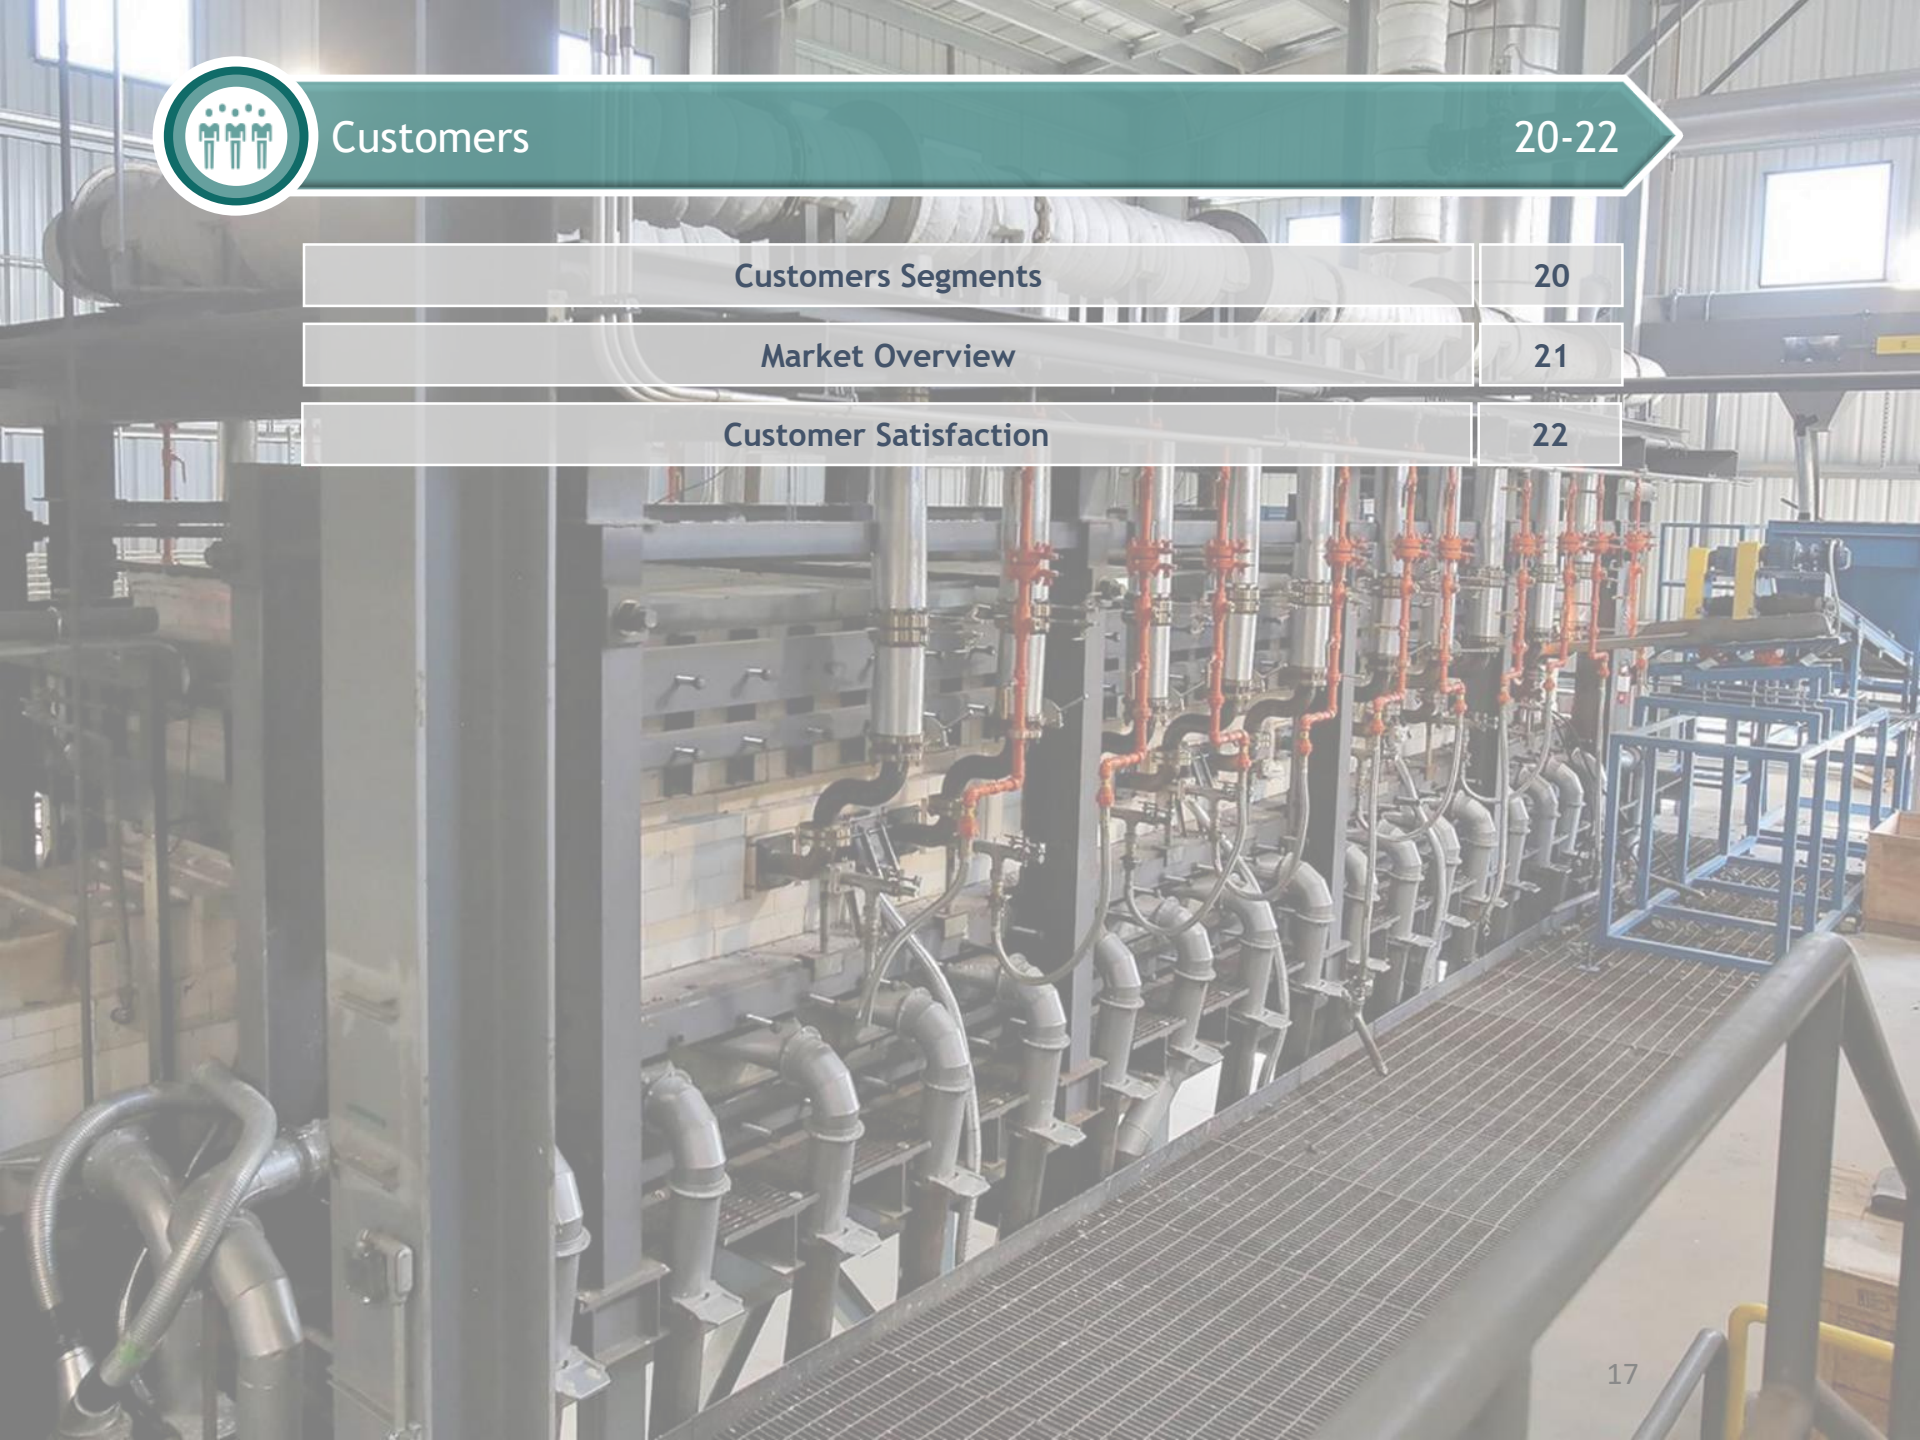 Customers 20-22
Customers Segments 20
Market Overview 21
Customer Satisfaction 22
17